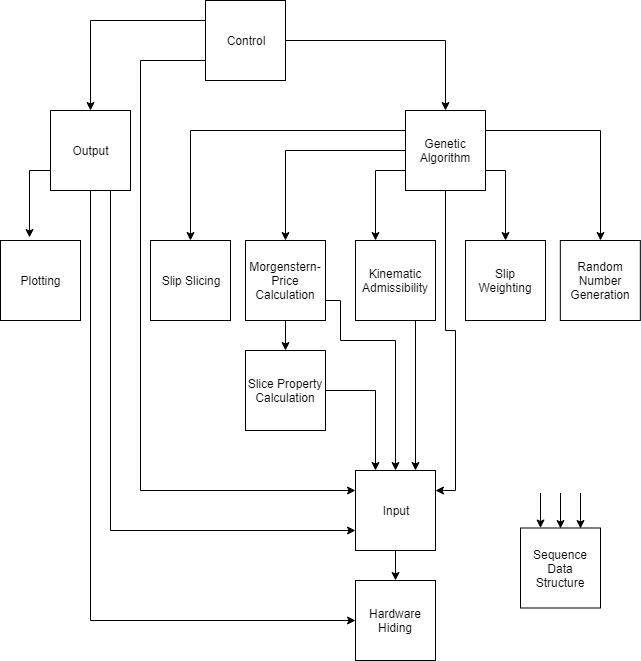 Control
Output
Genetic
Algorithm
Plotting
Slip Slicing
Morgenstern-
Price
Calculation
Kinematic
Admissibility
Slip
Weighting
Random
Number
Generation
Slice Property
Calculation
Input
Sequence
Data
Structure
Hardware
Hiding